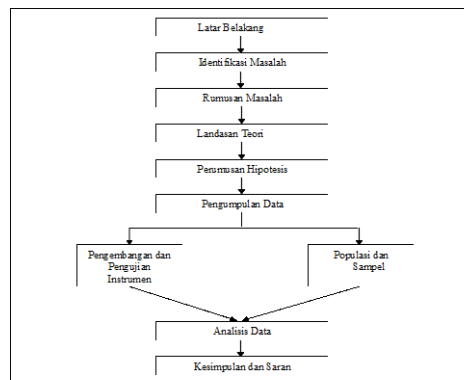 Latar Belakang
Identifikasi Masalah
Rumusan Masalah
Landasan Teori
Perumusan Hipotesis
Pengumpulan Data
Pengembangan dan
Pengujian
Instrumen
Populasi dan
Sampel
Analisis Data
Kesimpulan dan Saran